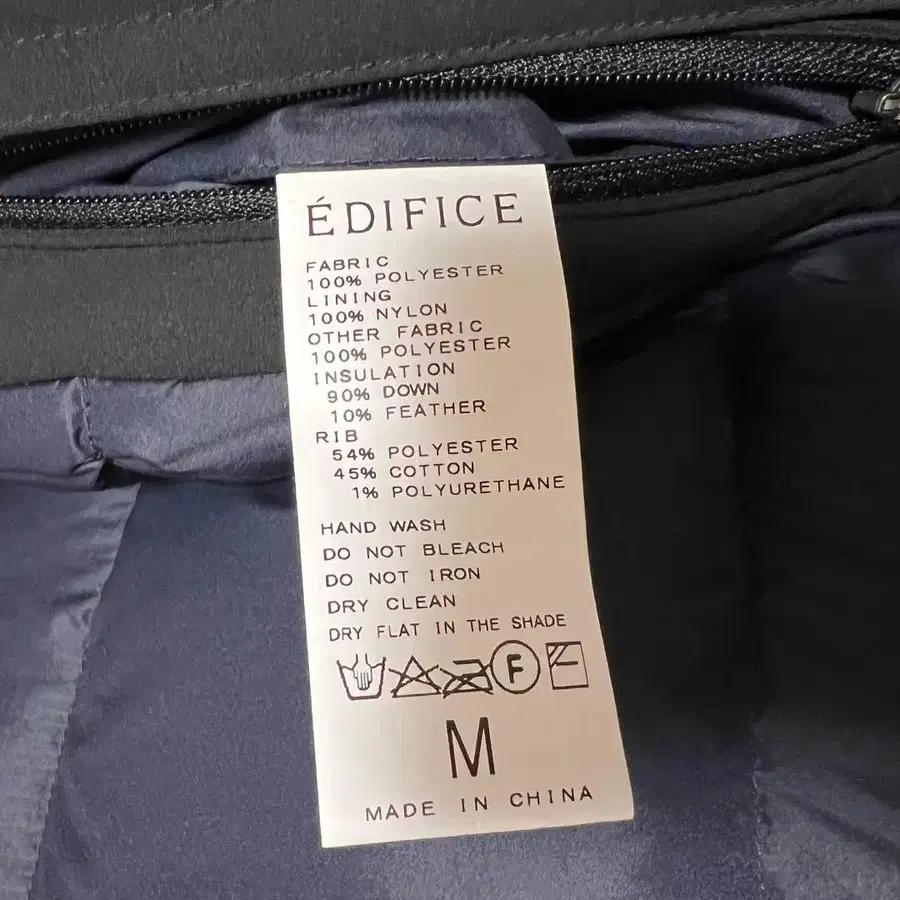 ÉDIFICE
FABRIC
100% POLYESTER
LINING
100% NYLON
OTHER FABRIC
100% POLYESTER
INSULATION
90% DOWN
10% FEATHER
RIB
54% POLYESTER
45% COTTON
1% POLYURETHANE
HAND WASH
DO NOT BLEACH
DO NOT IRON
DRY CLEAN
DRY FLAT IN THE SHADE
F
M
MADE IN CHINA